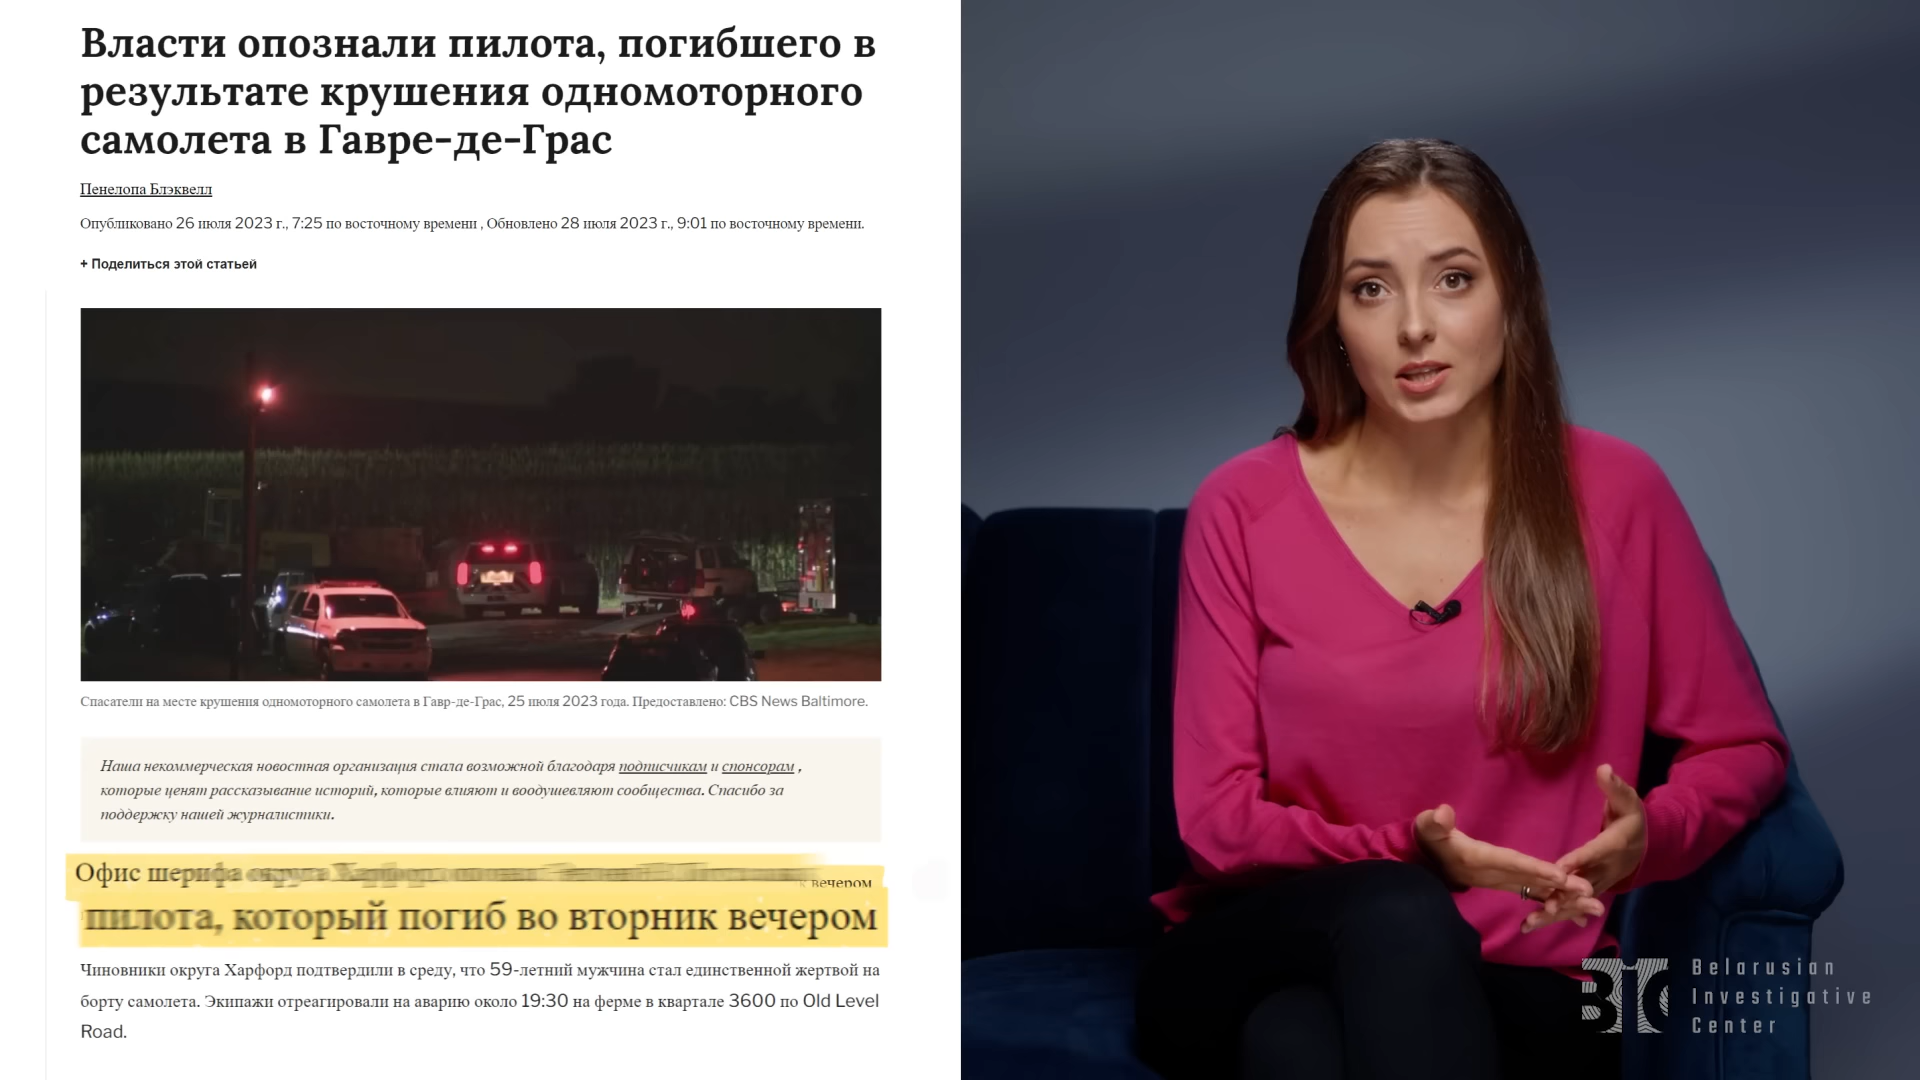 Власти опознали пилота, погибшего в
результате крушения одномоторного
самолета в Гавре-де-Грас
Пенелопа Блэквелл
Опубликовано 26 июля 2023 г., 7:25 по восточному времени , Обновлено 28 июля 2023 г., 9:01 по восточному времени.
+ Поделиться этой статьей
Спасатели на месте крушения одномоторного самолета в Гавр-де-Грас, 25 июля 2023 года. Предоставлено: CBS News Baltimore.
Наша некоммерческая новостная организация стала возможной благодаря подписчикам и спонсорам ,
которые ценят рассказывание историй, которые влияют и воодушевляют сообщества. Спасибо за
поддержку нашей журналистики.
Офис шерифа округа Харфорд
вечером
пилота, который погиб во вторник вечером
Чиновники округа Харфорд подтвердили в среду, что 59-летний мужчина стал единственной жертвой на
борту самолета. Экипажи отреагировали на аварию около 19:30 на ферме в квартале 3600 по Old Level
Road.
Belarusian
Investigative
Center